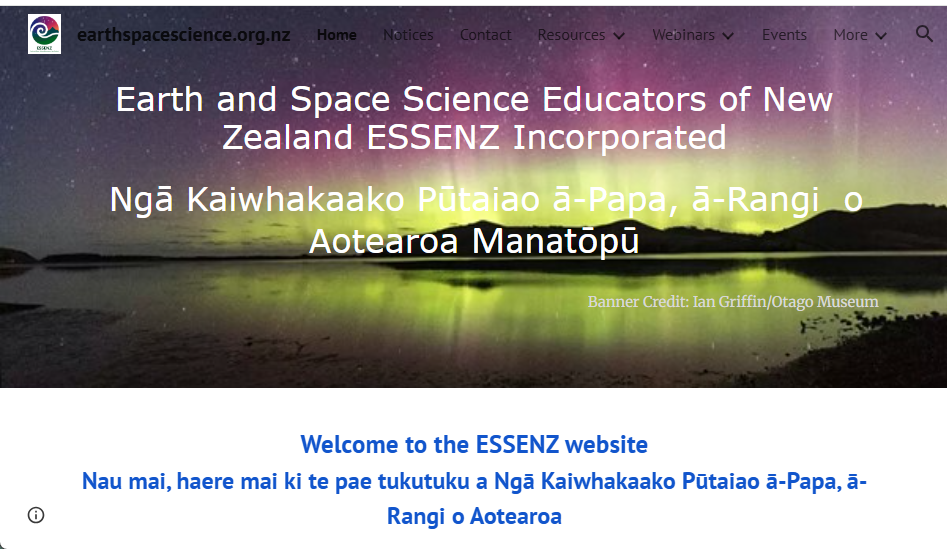 ESSENZ
earthspacescience.org.nz Home Notices Contact Resources Webinars Events More
Earth and Space Science Educators of New
Zealand ESSENZ Incorporated
Ngā Kaiwhakaako Pūtaiao ā-Papa, ā-Rangi o
Aotearoa Manatōpū
Banner Credit: Ian Griffin/Otago Museum
Welcome to the ESSENZ website
Nau mai, haere mai ki te pae tukutuku a Ngā Kaiwhakaako Pūtaiao ā-Papa, ā-
Rangi o Aotearoa